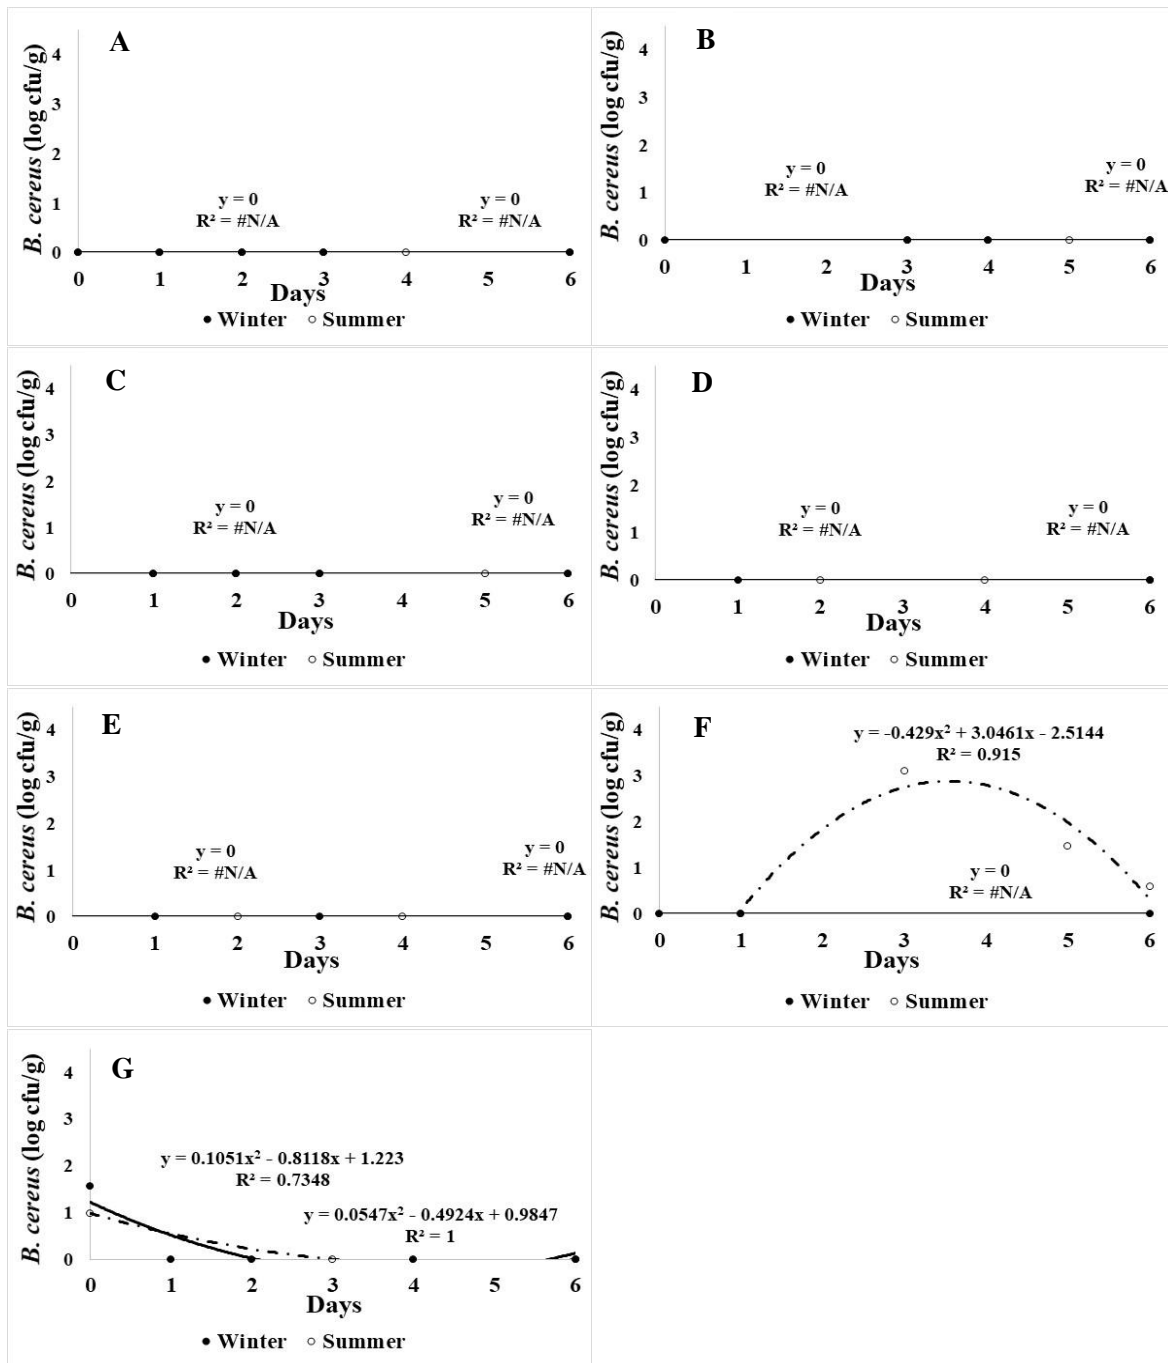 A
B. cereus (log cfu/g)
4
3
2
1
0
y = 0
R² = #N/A
y = 0
R² = #N/A
0 1 2 3 4 5 6
Days
Winter Summer
B
B. cereus (log cfu/g)
4
3
2
1
0
y = 0
R² = #N/A
y = 0
R² = #N/A
0 1 2 3 4 5 6
Days
Winter Summer
C
B. cereus (log cfu/g)
4
3
2
1
0
y = 0
R² = #N/A
y = 0
R² = #N/A
0 1 2 3 4 5 6
Days
Winter Summer
D
B. cereus (log cfu/g)
4
3
2
1
0
y = 0
R² = #N/A
y = 0
R² = #N/A
0 1 2 3 4 5 6
Days
Winter Summer
E
B. cereus (log cfu/g)
4
3
2
1
0
y = 0
R² = #N/A
y = 0
R² = #N/A
0 1 2 3 4 5 6
Days
Winter Summer
F
B. cereus (log cfu/g)
4
3
2
1
0
y = -0.429x² + 3.0461x - 2.5144
R² = 0.915
y = 0
R² = #N/A
0 1 2 3 4 5 6
Days
Winter Summer
G
B. cereus (log cfu/g)
4
3
2
1
0
y = 0.1051x² - 0.8118x + 1.223
R² = 0.7348
y = 0.0547x² - 0.4924x + 0.9847
R² = 1
0 1 2 3 4 5 6
Days
Winter Summer